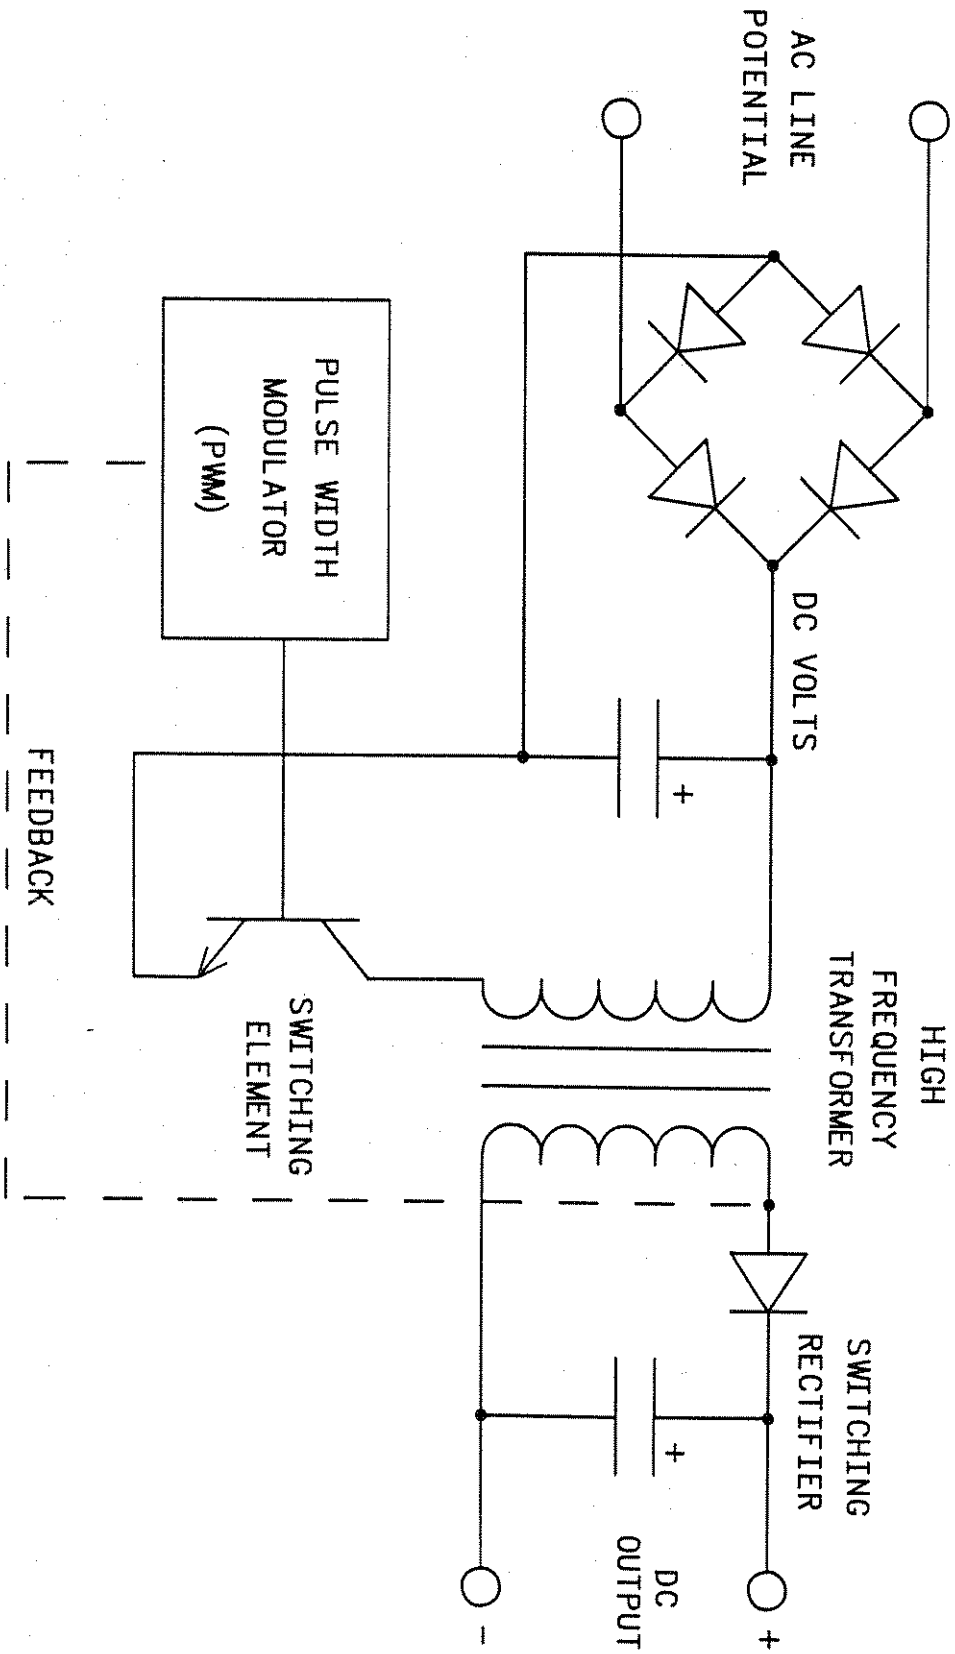 AC LINE
POTENTIAL
DC VOLTS
+
HIGH
FREQUENCY
TRANSFORMER
SWITCHING
RECTIFIER
+
+
DC
OUTPUT
-
PULSE WIDTH
MODULATOR
(PWM)
SWITCHING
ELEMENT
FEEDBACK